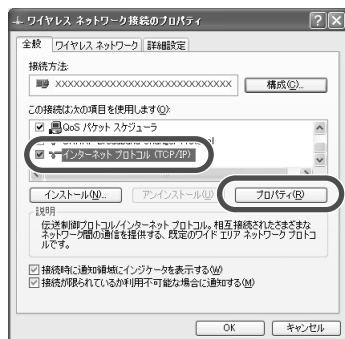 ワイヤレス ネットワーク接続のプロパティ
全般 ワイヤレス ネットワーク 詳細設定
接続方法:
xxxxxxxxxxxxxxxxxxxxxxxxxxxxx 構成(C)...
この接続は次の項目を使用します(O):
QoS パケット スケジューラ
インターネット プロトコル (TCP/IP)
インストール(N)... アンインストール(U) プロパティ(R)
説明
伝送制御プロトコル/インターネット プロトコル。相互接続されたさまざまな
ネットワーク間の通信を提供する、既定のワイド エリア ネットワーク プロトコ
ルです。
接続時に通知領域にインジケータを表示する(W)
接続が限られているか利用不可能な場合に通知する(M)
OK キャンセル